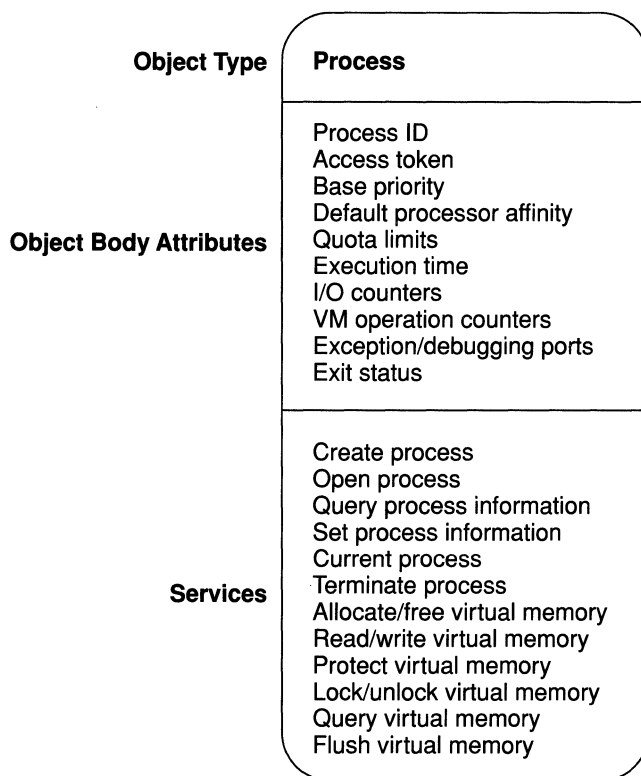 Object Type
Process
Object Body Attributes
Process ID
Access token
Base priority
Default processor affinity
Quota limits
Execution time
I/O counters
VM operation counters
Exception/debugging ports
Exit status
Services
Create process
Open process
Query process information
Set process information
Current process
Terminate process
Allocate/free virtual memory
Read/write virtual memory
Protect virtual memory
Lock/unlock virtual memory
Query virtual memory
Flush virtual memory